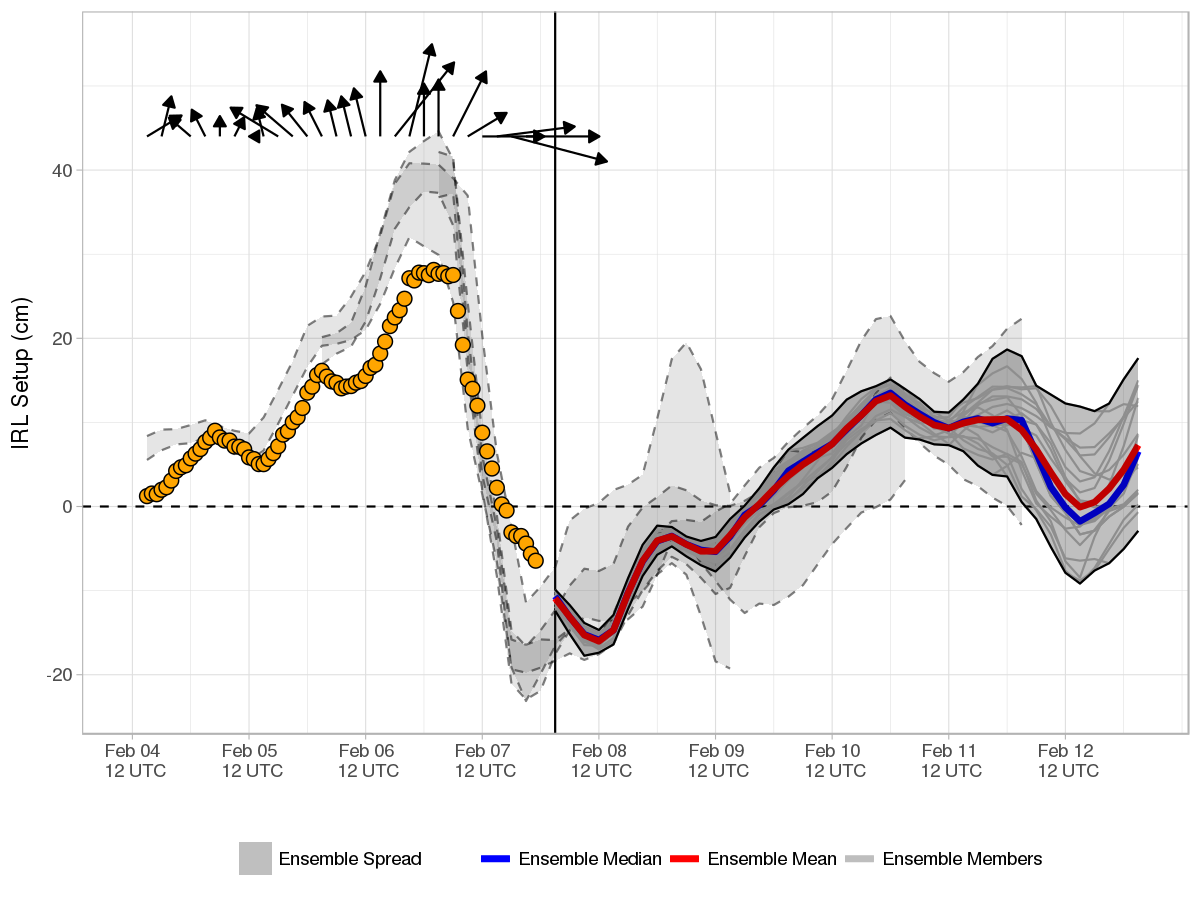 IRL Setup (cm)
40
20
0
-20
Feb 04 Feb 05 Feb 06 Feb 07 Feb 08 Feb 09 Feb 10 Feb 11 Feb 12
12 UTC 12 UTC 12 UTC 12 UTC 12 UTC 12 UTC 12 UTC 12 UTC 12 UTC
Ensemble Spread Ensemble Median Ensemble Mean Ensemble Members